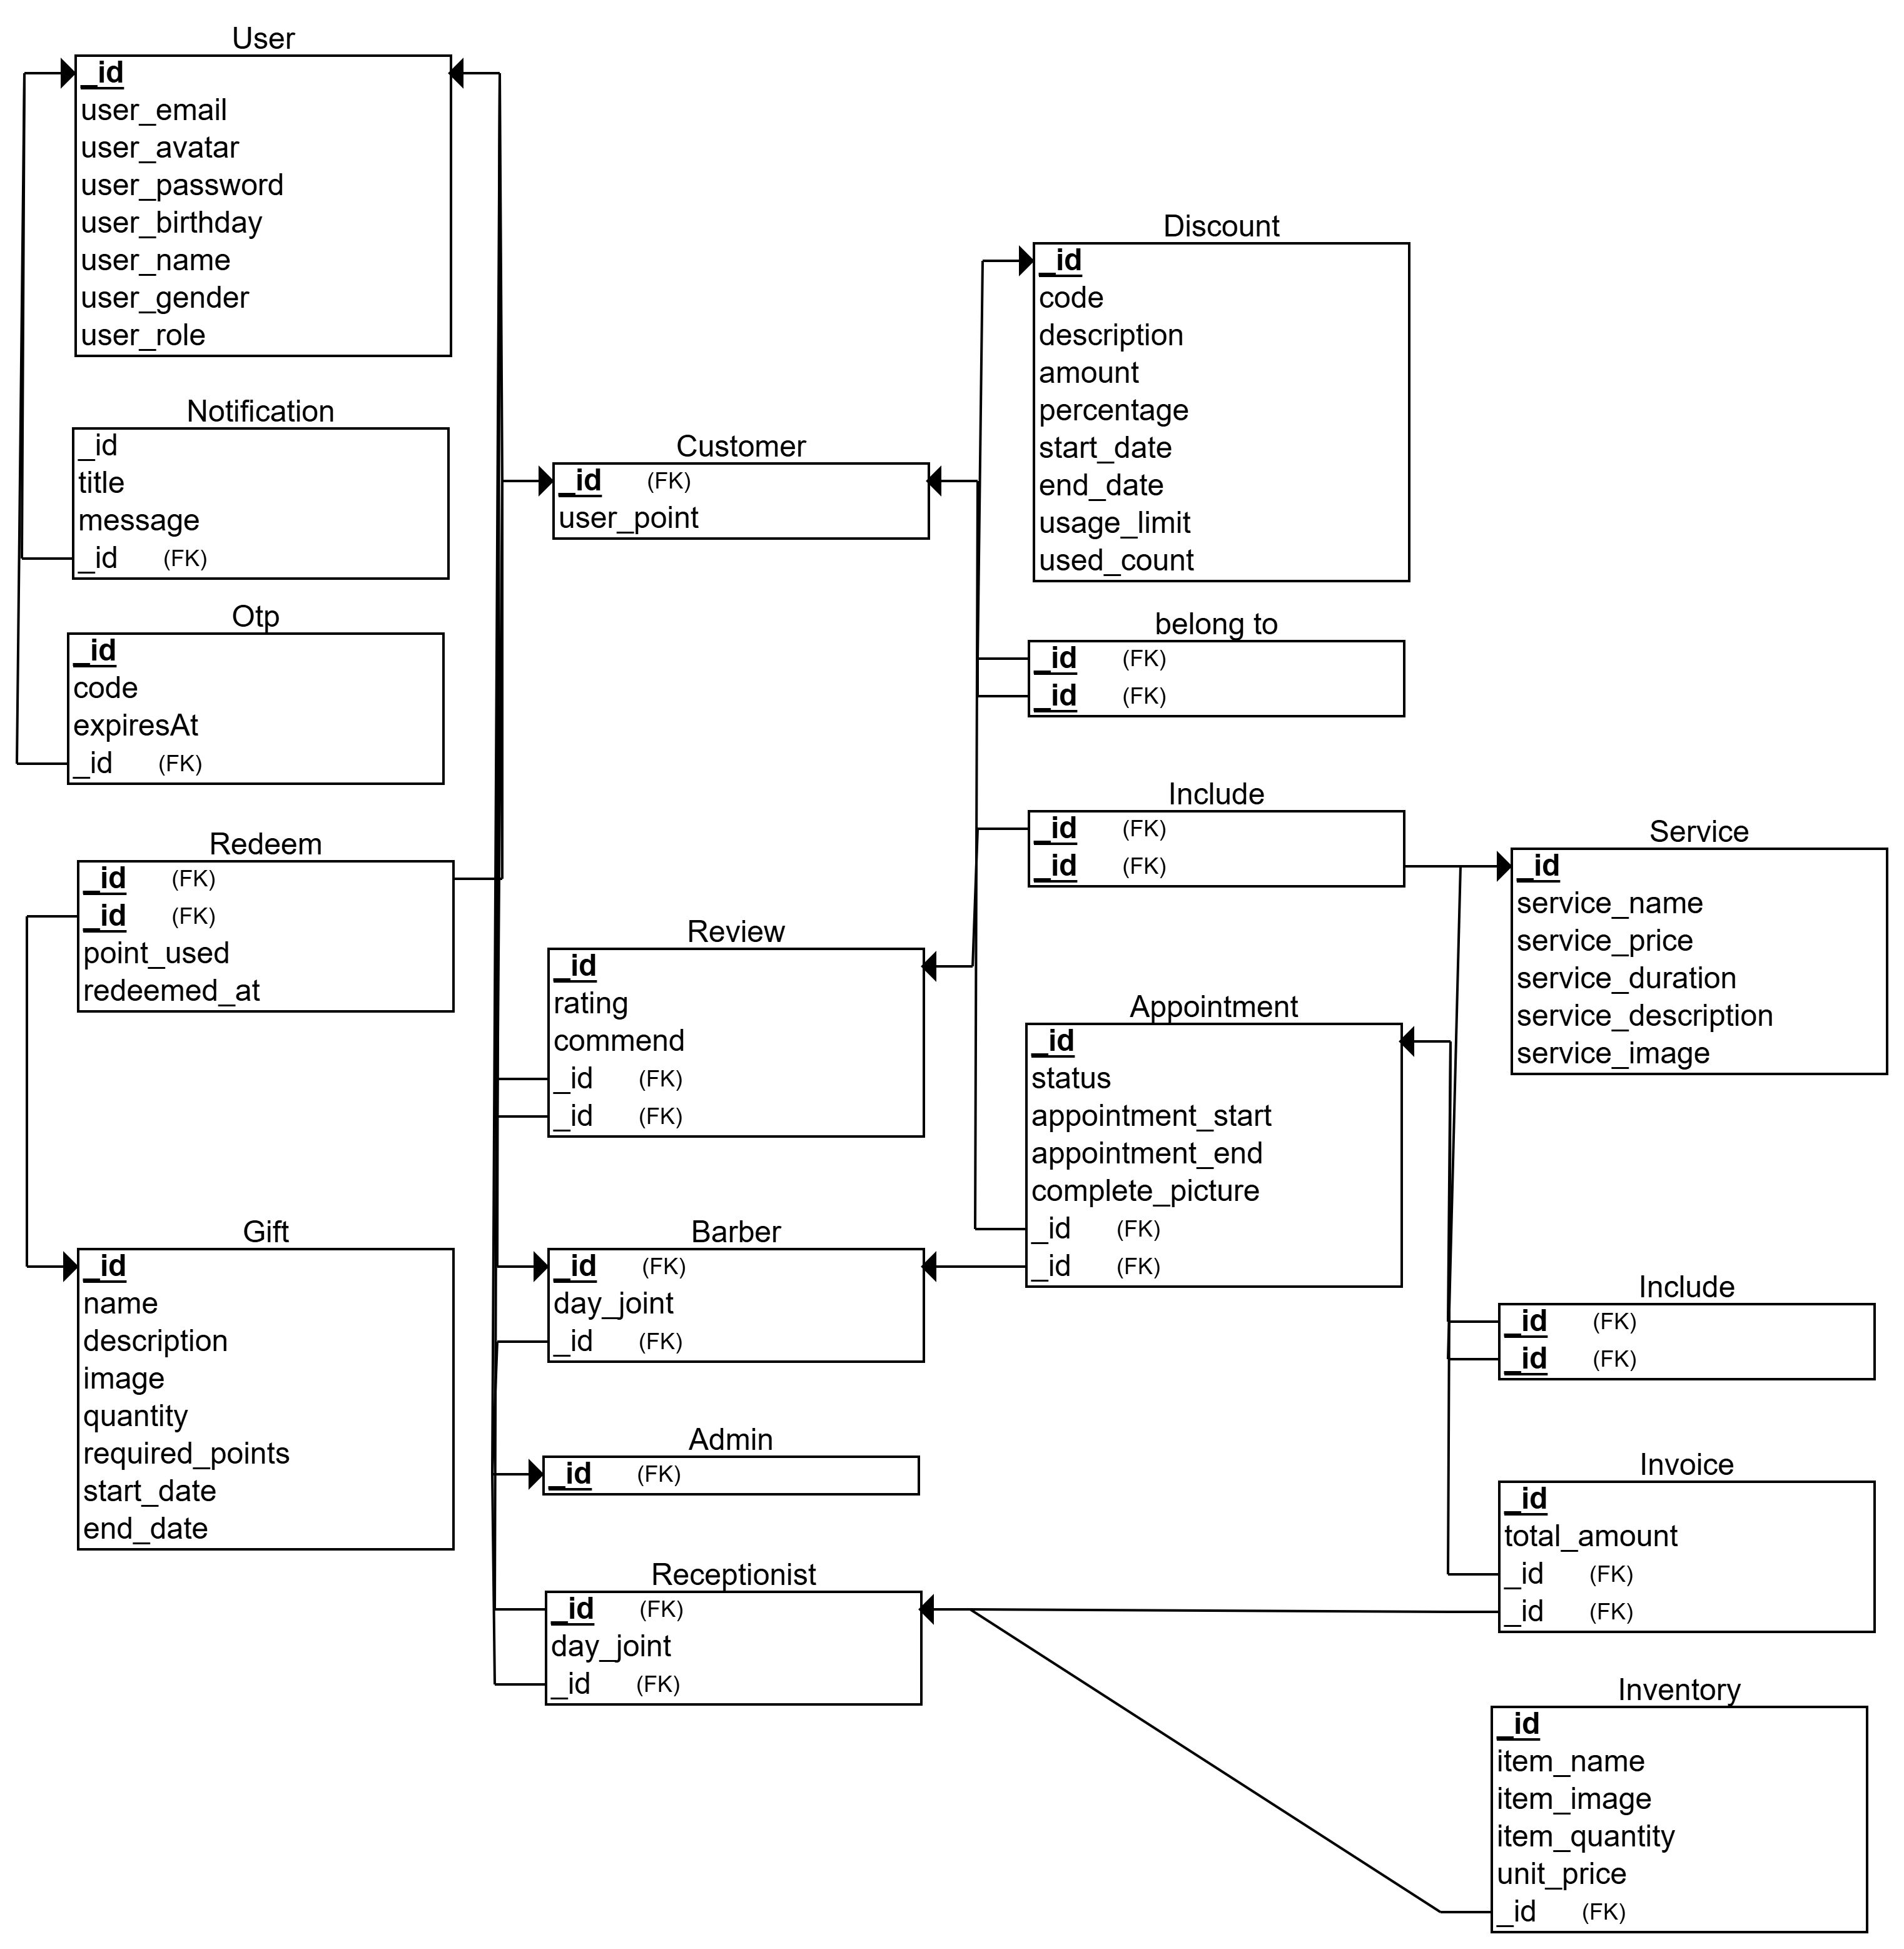 User
_id
user_email
user_avatar
user_password
user_birthday
user_name
user_gender
user_role
Notification
_id
title
message
_id (FK)
Otp
_id
code
expiresAt
_id (FK)
Redeem
_id (FK)
_id (FK)
point_used
redeemed_at
Gift
_id
name
description
image
quantity
required_points
start_date
end_date
Customer
_id (FK)
user_point
Review
_id
rating
commend
_id (FK)
_id (FK)
Barber
_id (FK)
day_joint
_id (FK)
Admin
_id (FK)
Receptionist
_id (FK)
day_joint
_id (FK)
Discount
_id
code
description
amount
percentage
start_date
end_date
usage_limit
used_count
belong to
_id (FK)
_id (FK)
Include
_id (FK)
_id (FK)
Appointment
_id
status
appointment_start
appointment_end
complete_picture
_id (FK)
_id (FK)
Service
_id
service_name
service_price
service_duration
service_description
service_image
Include
_id (FK)
_id (FK)
Invoice
_id
total_amount
_id (FK)
_id (FK)
Inventory
_id
item_name
item_image
item_quantity
unit_price
_id (FK)